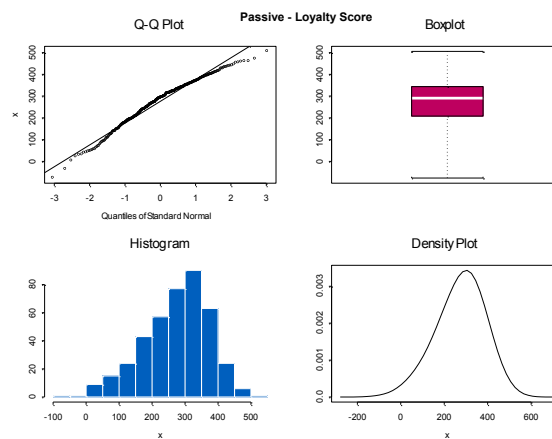 Passive - Loyalty Score
Q-Q Plot
x
500
400
300
200
100
0
-3 -2 -1 0 1 2 3
Quantiles of Standard Normal
Boxplot
500
400
300
200
100
0
Histogram
80
60
40
20
0
-100 0 100 200 300 400 500
x
Density Plot
0.003
0.002
0.001
0.000
-200 0 200 400 600
x